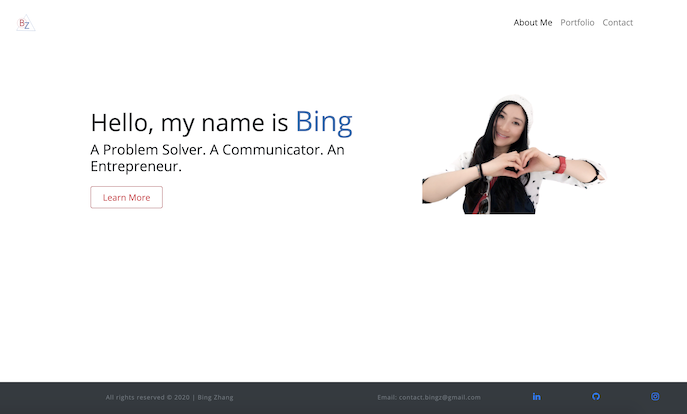 BZ
About Me Portfolio Contact
Hello, my name is Bing
A Problem Solver. A Communicator. An
Entrepreneur.
Learn More
All rights reserved © 2020 | Bing Zhang Email: contact.bingz@gmail.com in